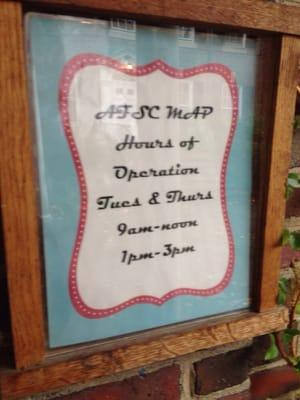 AFSC MAP
Hours of
Operation
Tues & Thurs
9am-noon
1pm-3pm